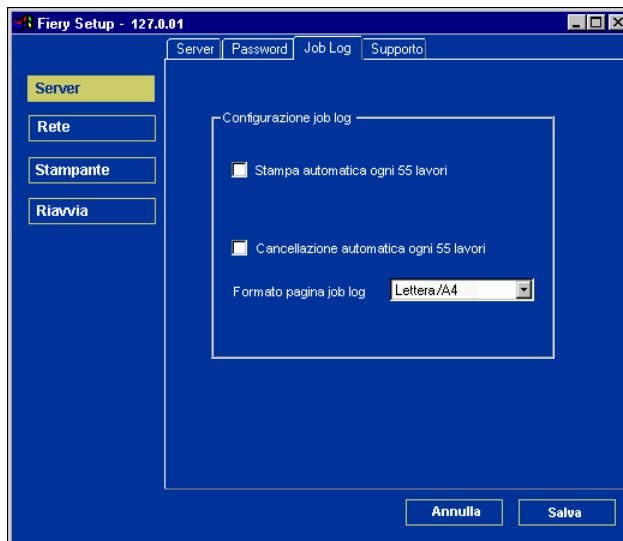 Fiery Setup - 127.0.01
Server Password Job Log Supporto
Server
Rete
Stampante
Riavvia
Configurazione job log
Stampa automatica ogni 55 lavori
Cancellazione automatica ogni 55 lavori
Formato pagina job log Lettera/A4
Annulla Salva